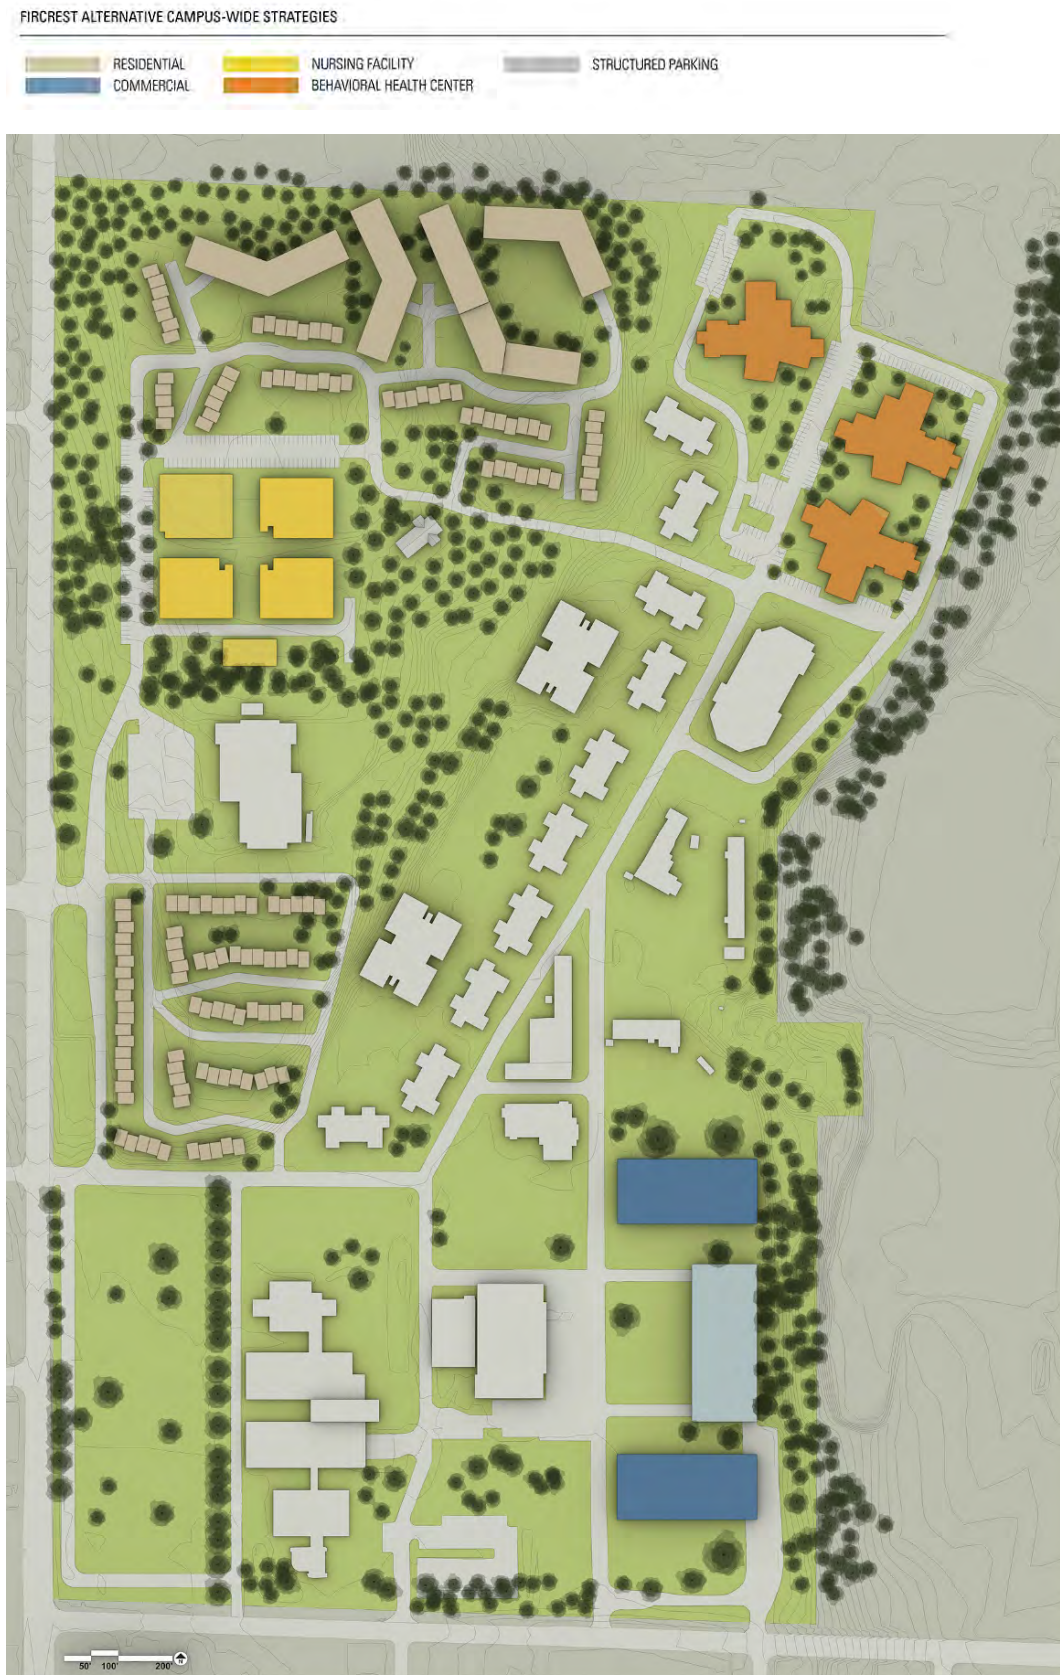 FIRCREST ALTERNATIVE CAMPUS-WIDE STRATEGIES
RESIDENTIAL NURSING FACILITY STRUCTURED PARKING
COMMERCIAL BEHAVIORAL HEALTH CENTER
50' 100' 200'